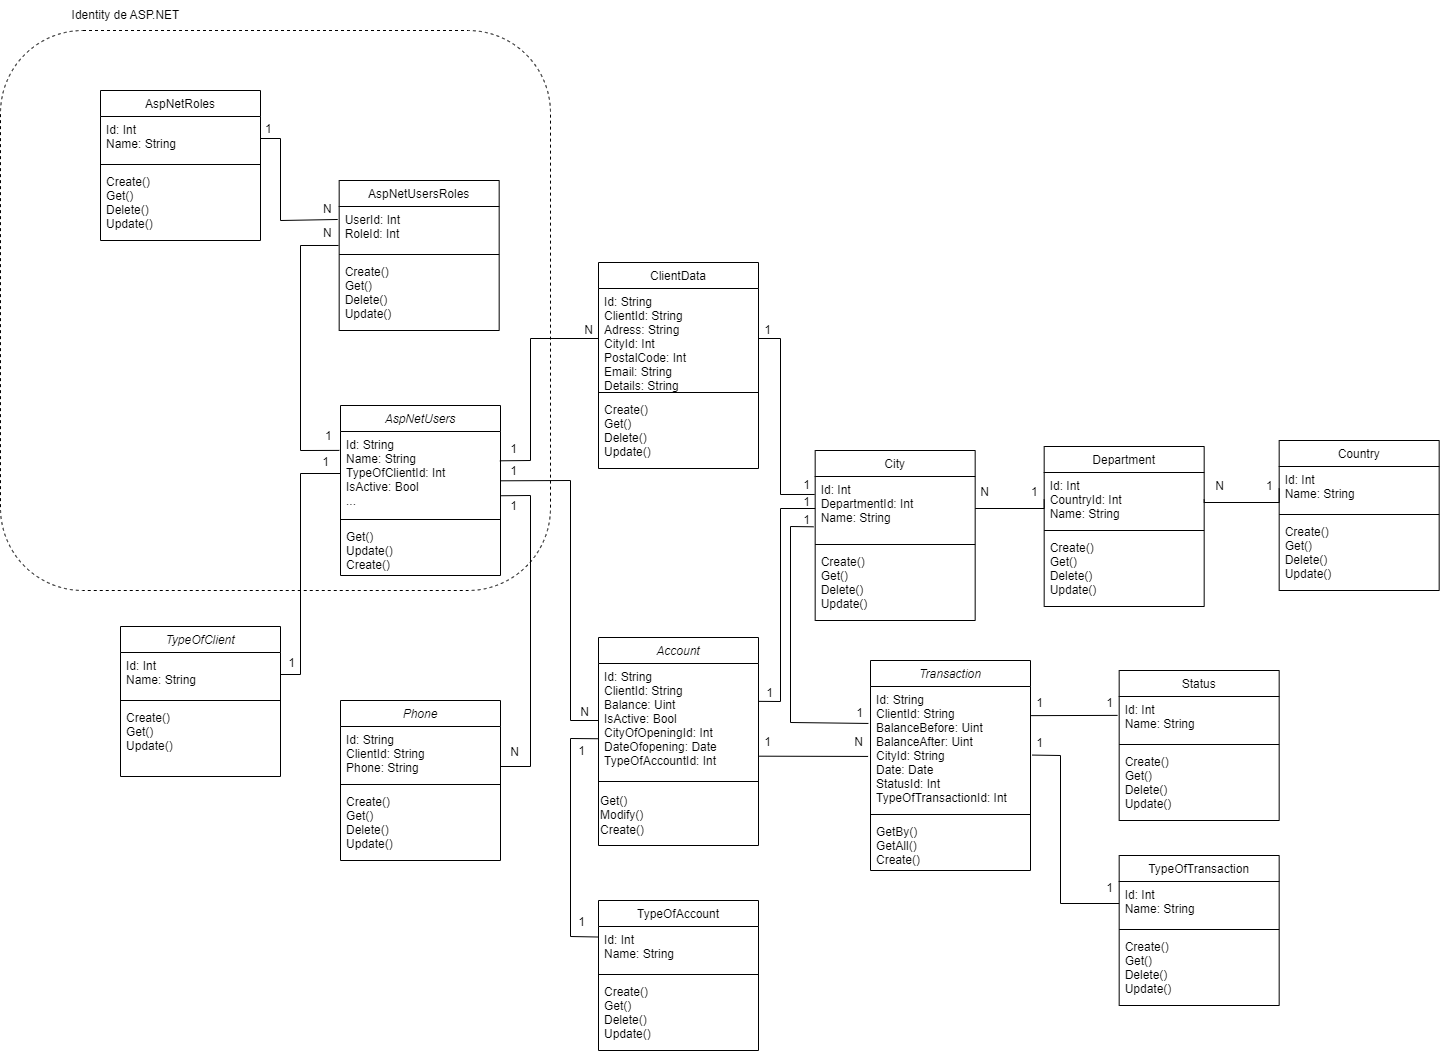 Identity de ASP.NET
AspNetRoles
Id: Int
Name: String
Create()
Get()
Delete()
Update()
1
N
N
AspNetUsersRoles
UserId: Int
RoleId: Int
Create()
Get()
Delete()
Update()
1
1
AspNetUsers
Id: String
Name: String
TypeOfClientId: Int
IsActive: Bool
...
Get()
Update()
Create()
1
1
1
N
ClientData
Id: String
ClientId: String
Adress: String
CityId: Int
PostalCode: Int
Email: String
Details: String
Create()
Get()
Delete()
Update()
1
1
1
1
City
Id: Int
DepartmentId: Int
Name: String
Create()
Get()
Delete()
Update()
N
1
Department
Id: Int
CountryId: Int
Name: String
Create()
Get()
Delete()
Update()
N
1
Country
Id: Int
Name: String
Create()
Get()
Delete()
Update()
TypeOfClient
Id: Int
Name: String
Create()
Get()
Update()
1
Phone
Id: String
ClientId: String
Phone: String
Create()
Get()
Delete()
Update()
N
N
1
Account
Id: String
ClientId: String
Balance: Uint
IsActive: Bool
CityOfOpeningId: Int
DateOfopening: Date
TypeOfAccountId: Int
Get()
Modify()
Create()
1
1
1
N
Transaction
Id: String
ClientId: String
BalanceBefore: Uint
BalanceAfter: Uint
CityId: String
Date: Date
StatusId: Int
TypeOfTransactionId: Int
GetBy()
GetAll()
Create()
1
1
1
Status
Id: Int
Name: String
Create()
Get()
Delete()
Update()
1
TypeOfTransaction
Id: Int
Name: String
Create()
Get()
Delete()
Update()
1
TypeOfAccount
Id: Int
Name: String
Create()
Get()
Delete()
Update()